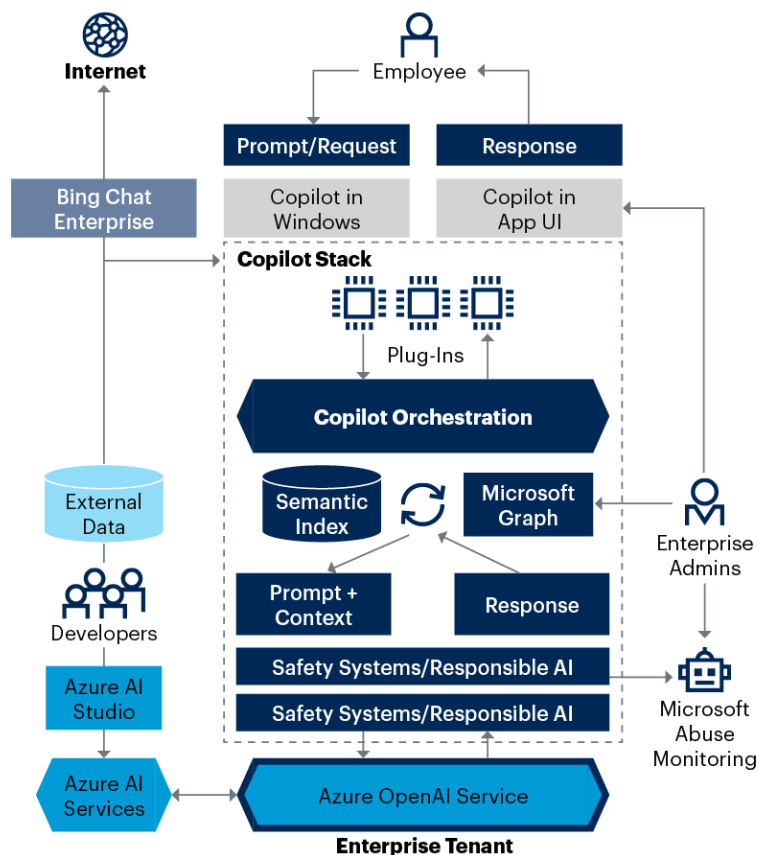 Internet
Employee
Prompt/Request
Response
Bing Chat
Enterprise
Copilot in
Windows
Copilot in
App UI
Copilot Stack
Plug-Ins
Copilot Orchestration
External
Data
Semantic
Index
Microsoft
Graph
Enterprise
Admins
Developers
Prompt +
Context
Response
Safety Systems/Responsible AI
Safety Systems/Responsible AI
Azure AI
Studio
Microsoft
Abuse
Monitoring
Azure AI
Services
Azure OpenAI Service
Enterprise Tenant